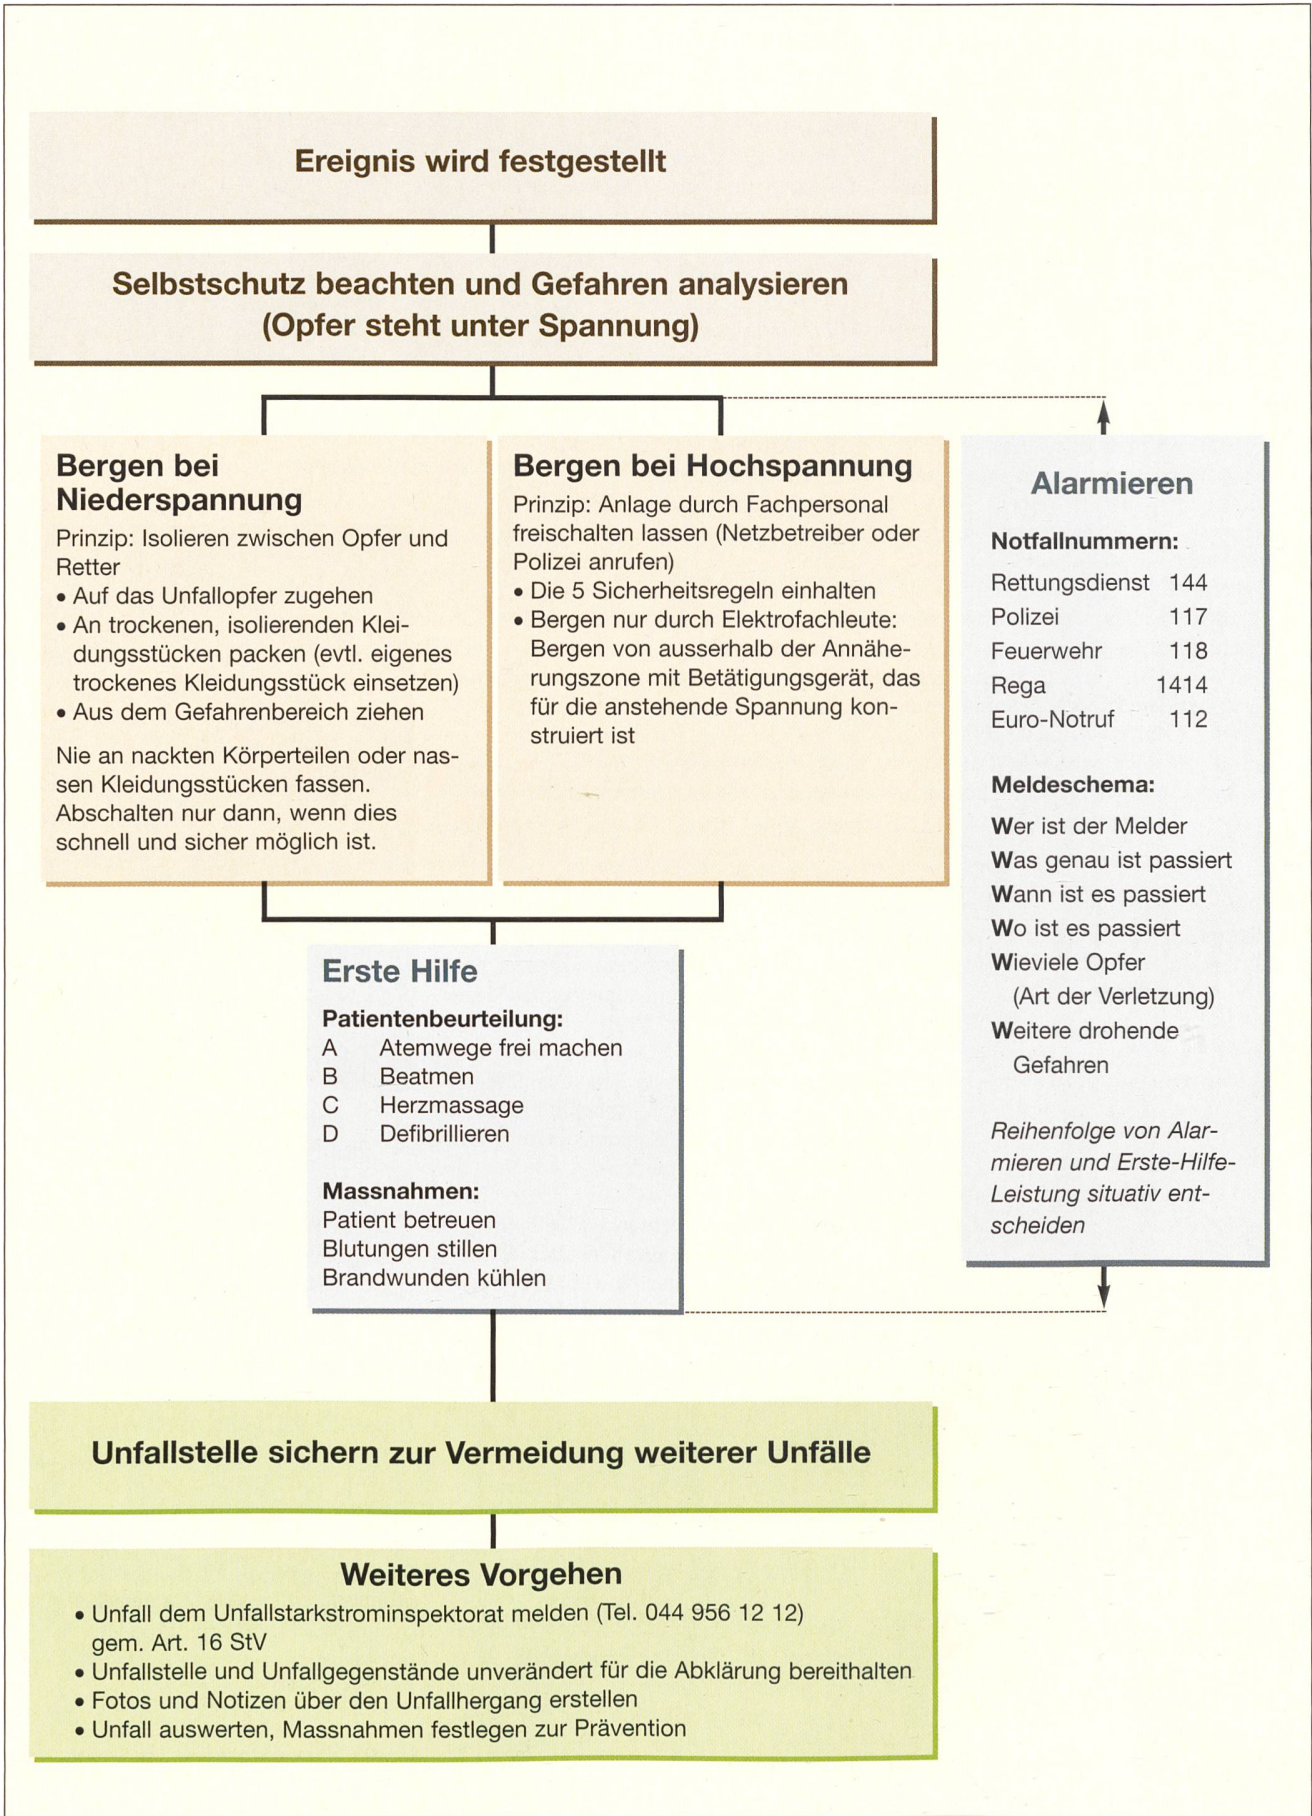 Ereignis wird festgestellt
Selbstschutz beachten und Gefahren analysieren
(Opfer steht unter Spannung)
Bergen bei
Niederspannung
Prinzip: Isolieren zwischen Opfer und
Retter
• Auf das Unfallopfer zugehen
• An trockenen, isolierenden Klei-
dungsstücken packen (evtl. eigenes
trockenes Kleidungsstück einsetzen)
• Aus dem Gefahrenbereich ziehen
Nie an nackten Körperteilen oder nas-
sen Kleidungsstücken fassen.
Abschalten nur dann, wenn dies
schnell und sicher möglich ist.
Bergen bei Hochspannung
Prinzip: Anlage durch Fachpersonal
freischalten lassen (Netzbetreiber oder
Polizei anrufen)
• Die 5 Sicherheitsregeln einhalten
• Bergen nur durch Elektrofachleute:
Bergen von ausserhalb der Annähe-
rungszone mit Betätigungsgerät, das
für die anstehende Spannung kon-
struiert ist
Alarmieren
Notfallnummern:
Rettungsdienst 144
Polizei 117
Feuerwehr 118
Rega 1414
Euro-Notruf 112
Meldeschema:
Wer ist der Melder
Was genau ist passiert
Wann ist es passiert
Wo ist es passiert
Wieviele Opfer
(Art der Verletzung)
Weitere drohende
Gefahren
Reihenfolge von Alar-
mieren und Erste-Hilfe-
Leistung situativ ent-
scheiden
Erste Hilfe
Patientenbeurteilung:
A Atemwege frei machen
B Beatmen
C Herzmassage
D Defibrillieren
Massnahmen:
Patient betreuen
Blutungen stillen
Brandwunden kühlen
Unfallstelle sichern zur Vermeidung weiterer Unfälle
Weiteres Vorgehen
• Unfall dem Unfallstarkstrominspektorat melden (Tel. 044 956 12 12)
gem. Art. 16 StV
• Unfallstelle und Unfallgegenstände unverändert für die Abklärung bereithalten
• Fotos und Notizen über den Unfallhergang erstellen
• Unfall auswerten, Massnahmen festlegen zur Prävention